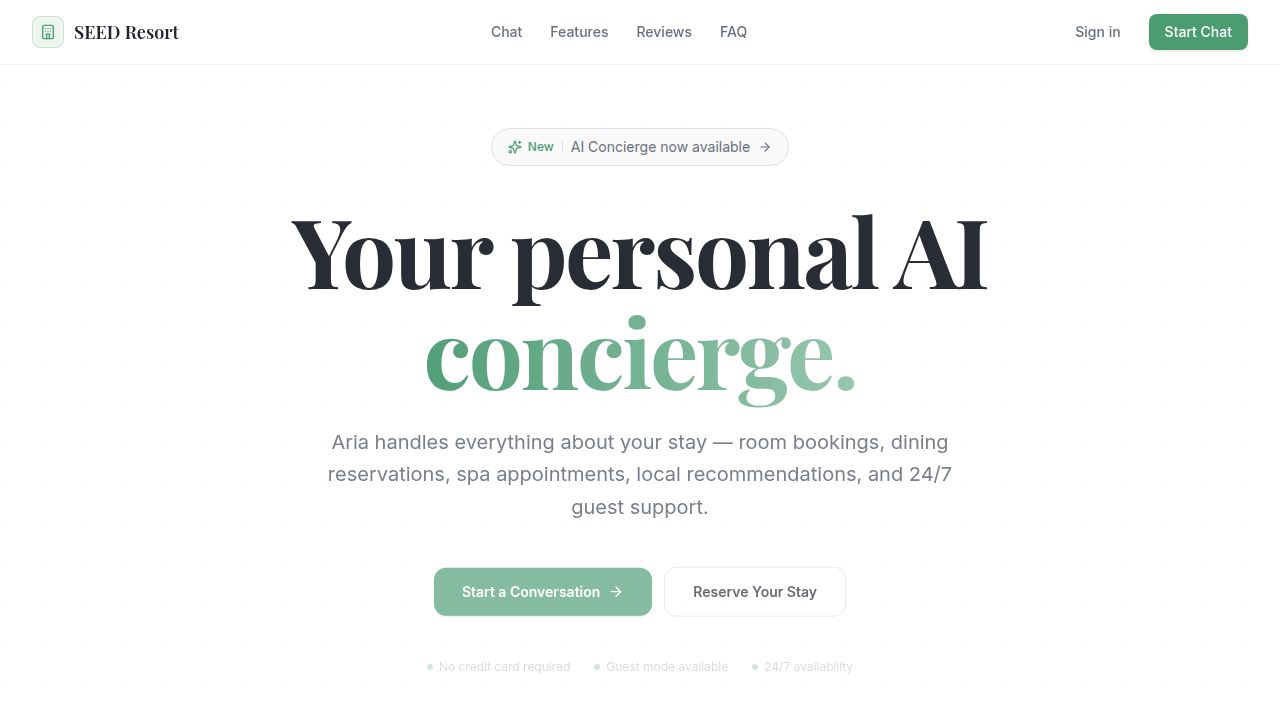 SEED Resort
Chat
Features
Reviews
FAQ
Sign in
Start Chat
New
AI Concierge now available
Your personal AI
concierge.
Aria handles everything about your stay — room bookings, dining
reservations, spa appointments, local recommendations, and 24/7
guest support.
Start a Conversation
Reserve Your Stay
No credit card required
Guest mode available
24/7 availability